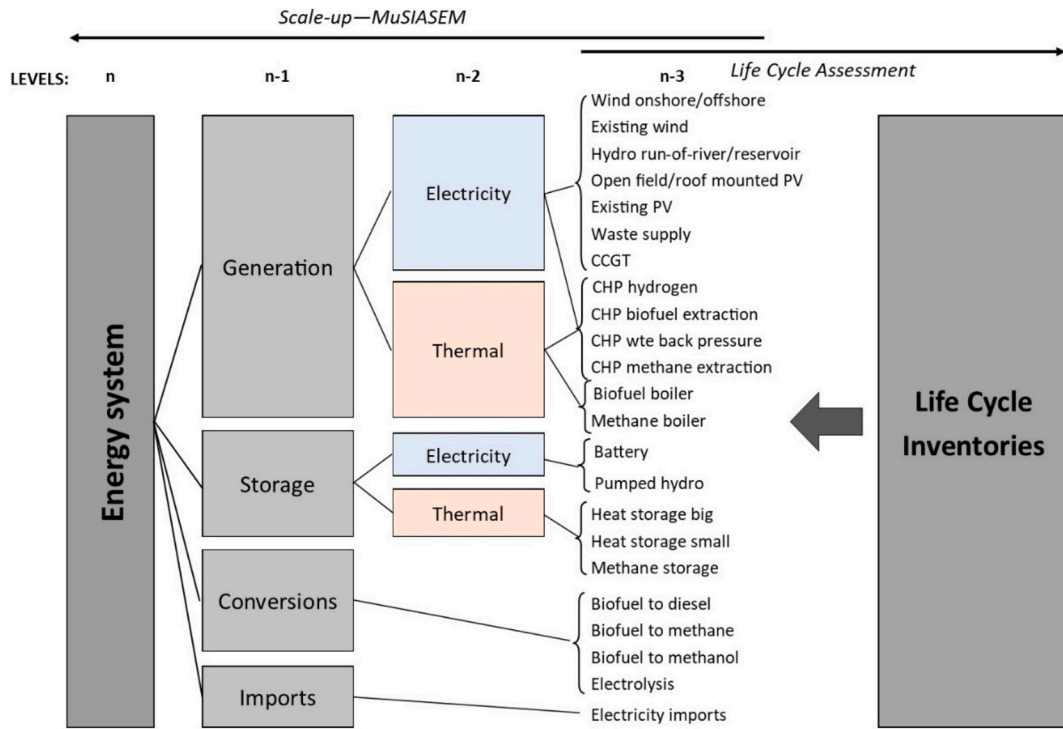 Scale-up—MuSIASEM
LEVELS: n n-1 n-2 n-3
Life Cycle Assessment
Energy system
Generation
Storage
Conversions
Imports
Electricity
Thermal
Electricity
Thermal
Wind onshore/offshore
Existing wind
Hydro run-of-river/reservoir
Open field/roof mounted PV
Existing PV
Waste supply
CCGT
CHP hydrogen
CHP biofuel extraction
CHP wte back pressure
CHP methane extraction
Biofuel boiler
Methane boiler
Battery
Pumped hydro
Heat storage big
Heat storage small
Methane storage
Biofuel to diesel
Biofuel to methane
Biofuel to methanol
Electrolysis
Electricity imports
Life Cycle
Inventories